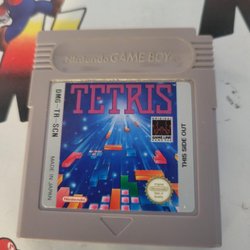 Nintendo GAME BOY
TETRIS
DMG-TR-SCN
MADE IN JAPAN
THIS SIDE OUT
Nintendo